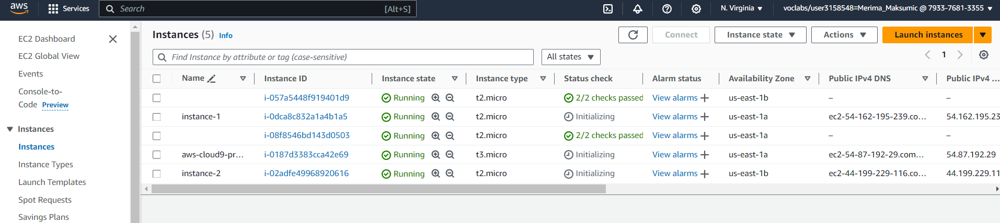 aws Services Search [Alt+S] N. Virginia voclabs/user3158548=Merima_Maksumic @ 7933-7681-3355
EC2 Dashboard
EC2 Global View
Events
Console-to-
Code Preview
Instances
Instances
Instance Types
Launch Templates
Spot Requests
Savings Plans
Instances (5) Info Connect Instance state Actions Launch instances
Find Instance by attribute or tag (case-sensitive) All states 1
Name Instance ID Instance state Instance type Status check Alarm status Availability Zone Public IPv4 DNS Public IPv4 ...
i-057a5448f919401d9 Running t2.micro 2/2 checks passed View alarms + us-east-1b – –
instance-1 i-0dca8c832a1a4b1a5 Running t2.micro Initializing View alarms + us-east-1a ec2-54-162-195-239.co... 54.162.195.23
i-08f8546bd143d0503 Running t2.micro 2/2 checks passed View alarms + us-east-1a – –
aws-cloud9-pr... i-0187d3383cca42e69 Running t3.micro Initializing View alarms + us-east-1a ec2-54-87-192-29.com... 54.87.192.29
instance-2 i-02adfe49968920616 Running t2.micro Initializing View alarms + us-east-1b ec2-44-199-229-116.co... 44.199.229.11